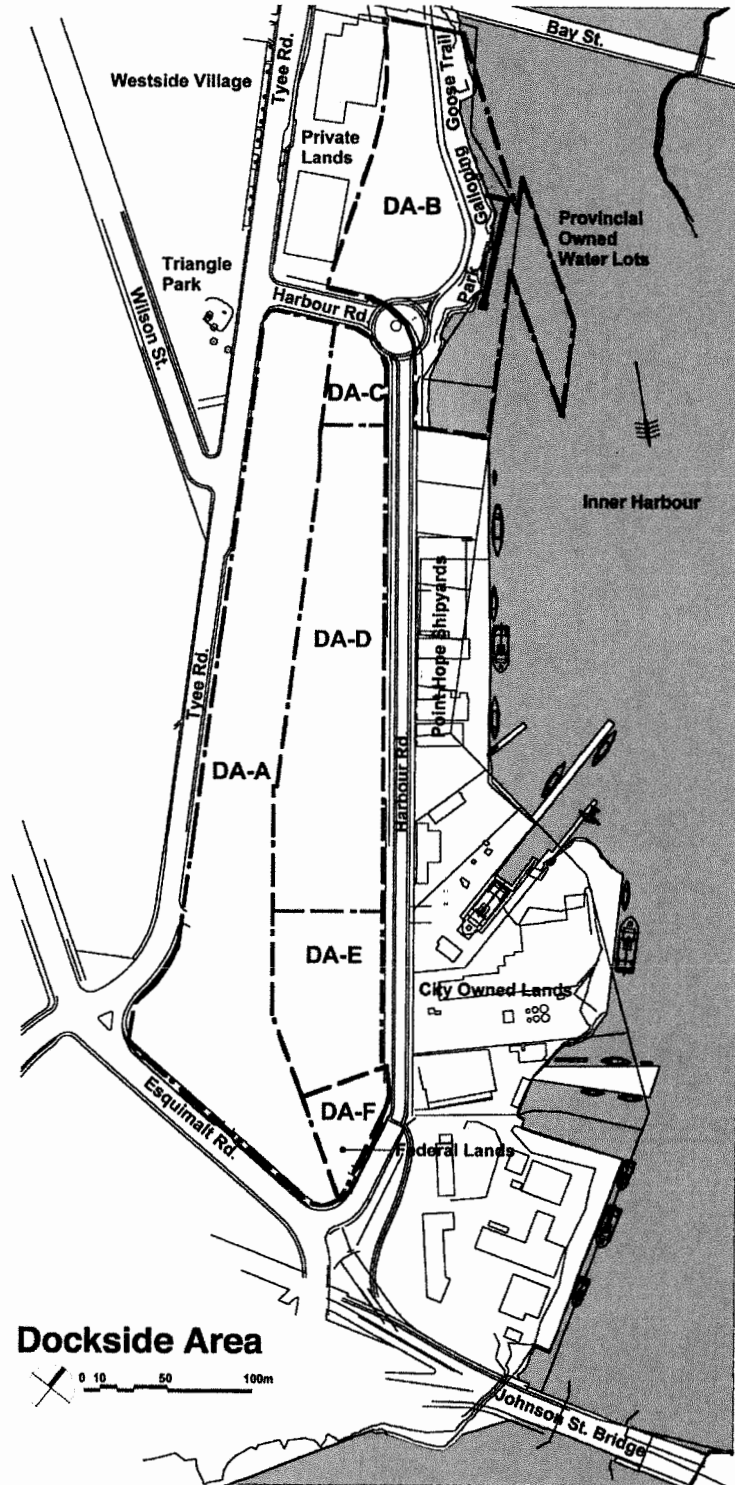 Bay St.
Tyee Rd.
Westside Village
Galloping Goose Trail
Private
Lands
DA-B
Provincial
Owned
Water Lots
Triangle
Park
Park
Wilson St.
Harbour Rd.
DA-C
Inner Harbour
Point Hope Shipyards
DA-D
Tyee Rd.
DA-A
Harbour Rd.
DA-E
City Owned Lands
Esquimalt Rd.
DA-F
Federal Lands
Dockside Area
0 10 50 100m
Johnson St. Bridge